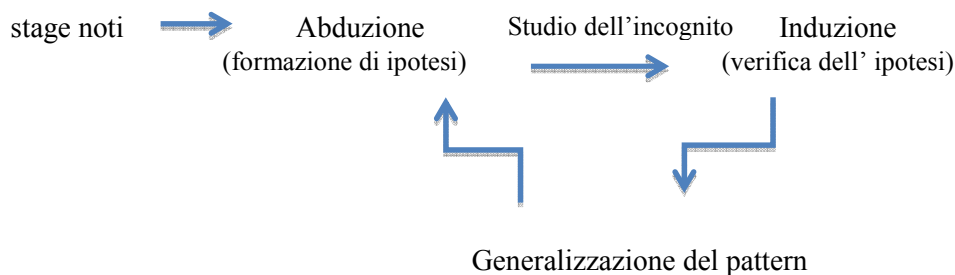 stage noti
Abduzione
(formazione di ipotesi)
Studio dell’incognito
Induzione
(verifica dell’ ipotesi)
Generalizzazione del pattern